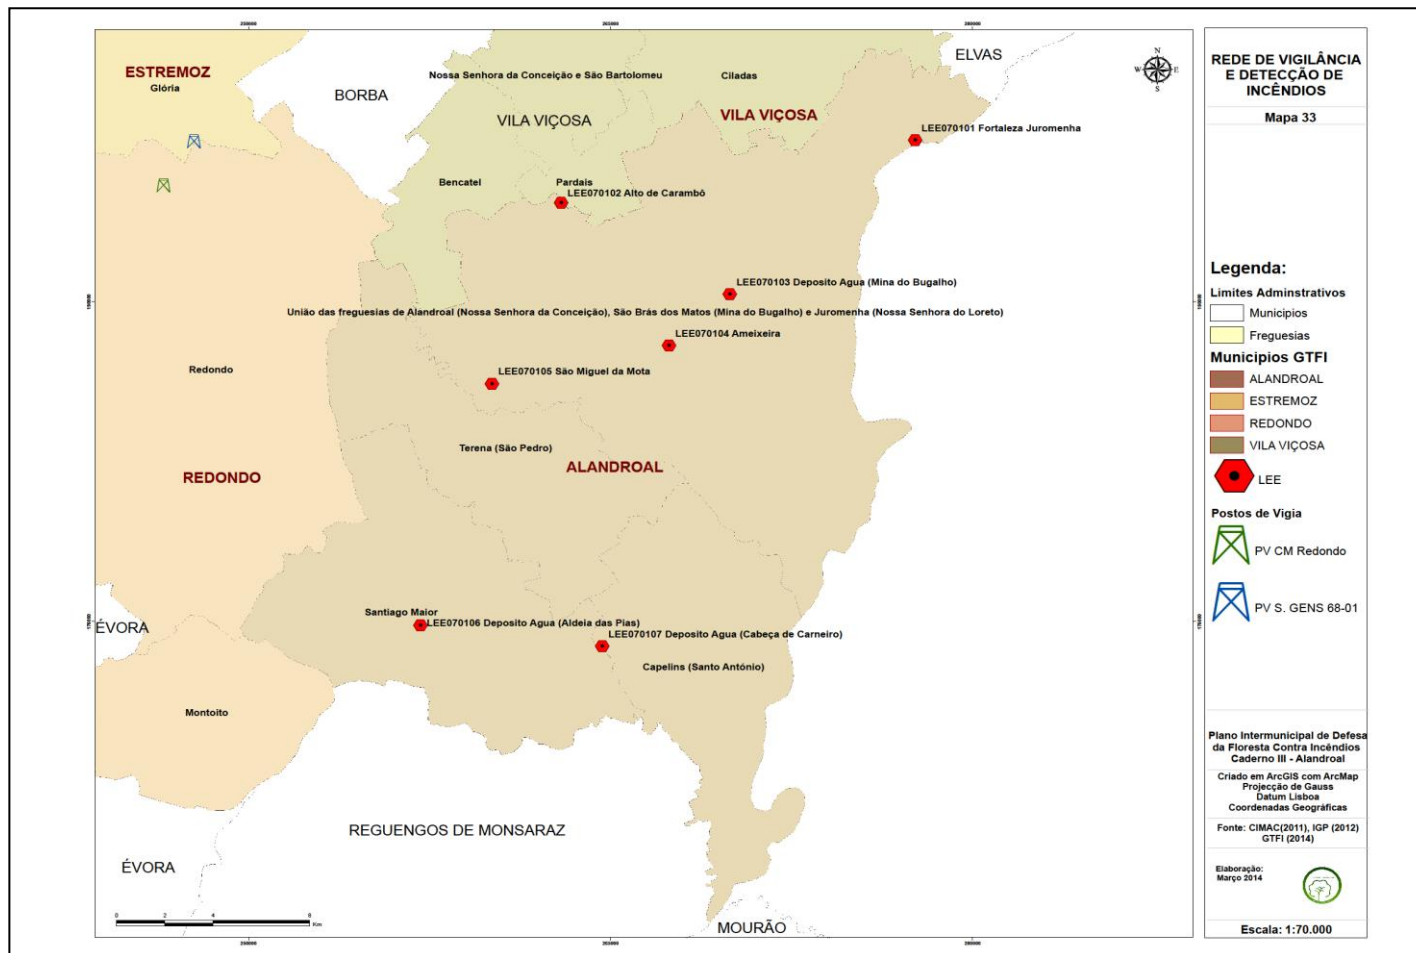 ESTREMOZ
Glória
BORBA
Nossa Senhora da Conceição e São Bartolomeu
Ciladas
ELVAS
N
W
E
S
VILA VIÇOSA
VILA VIÇOSA
LEE070101 Fortaleza Juromenha
Bencatel
Pardais
LEE070102 Alto de Carambô
LEE070103 Deposito Agua (Mina do Bugalho)
União das freguesias de Alandroal (Nossa Senhora da Conceição), São Brás dos Matos (Mina do Bugalho) e Juromenha (Nossa Senhora do Loreto)
LEE070104 Ameixeira
Redondo
LEE070105 São Miguel da Mota
Terena (São Pedro)
ALANDROAL
REDONDO
Santiago Maior
LEE070106 Deposito Agua (Aldeia das Pias)
LEE070107 Deposito Agua (Cabeça de Carneiro)
ÉVORA
Capelins (Santo António)
Montoito
REGUENGOS DE MONSARAZ
ÉVORA
MOURÃO
0 2 4 8
Km
REDE DE VIGILÂNCIA
E DETECÇÃO DE
INCÊNDIOS
Mapa 33
Legenda:
Limites Adminstrativos
Municipios
Freguesias
Municipios GTFI
ALANDROAL
ESTREMOZ
REDONDO
VILA VIÇOSA
LEE
Postos de Vigia
PV CM Redondo
PV S. GENS 68-01
Plano Intermunicipal de Defesa
da Floresta Contra Incêndios
Caderno III - Alandroal
Criado em ArcGIS com ArcMap
Projecção de Gauss
Datum Lisboa
Coordenadas Geográficas
Fonte: CIMAC(2011), IGP (2012)
GTFI (2014)
Elaboração:
Março 2014
Escala: 1:70.000